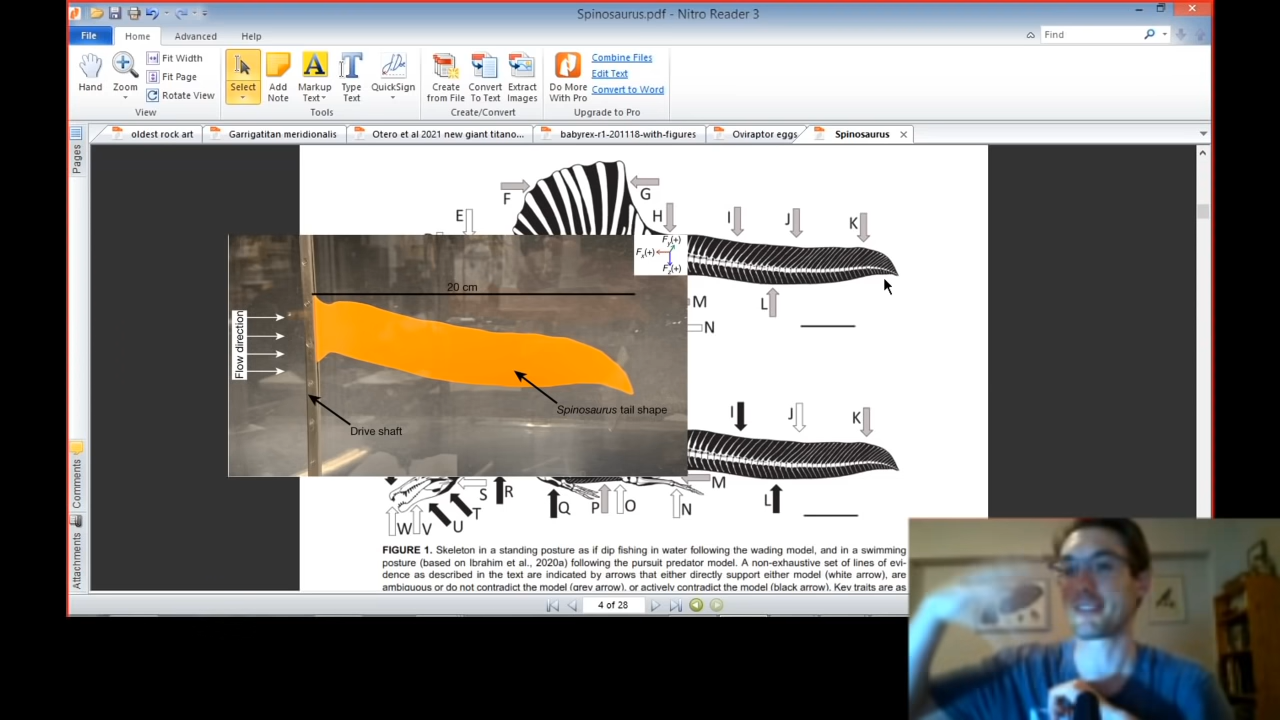 Spinosaurus.pdf - Nitro Reader 3
File
Home
Advanced
Help
Find
Hand
Zoom
Fit Width
Fit Page
Rotate View
View
Select
Add Note
Markup Text
Type Text
QuickSign
Tools
Create from File
Convert To Text
Extract Images
Create/Convert
Do More With Pro
Combine Files
Edit Text
Convert to Word
Upgrade to Pro
oldest rock art
Garrigatitan meridionalis
Otero et al 2021 new giant titano...
babyrex-r1-201118-with-figures
Oviraptor eggs
Spinosaurus
Pages
Comments
Attachments
E
F
G
H
I
J
K
L
M
N
Fx(+)
Fy(+)
Fz(+)
20 cm
Flow direction
Spinosaurus tail shape
Drive shaft
I
J
K
L
M
N
O
P
Q
R
S
T
U
V
W
FIGURE 1. Skeleton in a standing posture as if dip fishing in water following the wading model, and in a swimming
posture (based on Ibrahim et al., 2020a) following the pursuit predator model. A non-exhaustive set of lines of evi-
dence as described in the text are indicated by arrows that either directly support either model (white arrow), are
ambiguous or do not contradict the model (grey arrow), or actively contradict the model (black arrow). Key traits are as
4 of 28